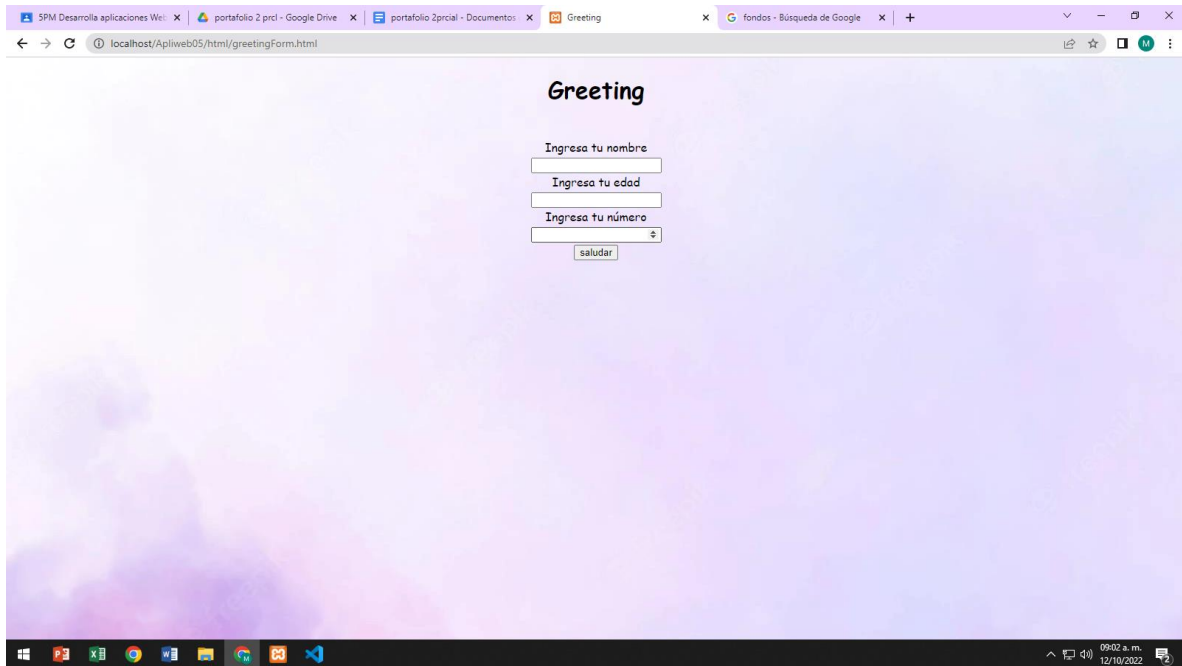 5PM Desarrolla aplicaciones Web
portafolio 2 prcl - Google Drive
portafolio 2prcial - Documentos
Greeting
fondos - Búsqueda de Google
localhost/Apliweb05/html/greetingForm.html
M
Greeting
Ingresa tu nombre
Ingresa tu edad
Ingresa tu número
saludar
09:02 a. m.
12/10/2022
2